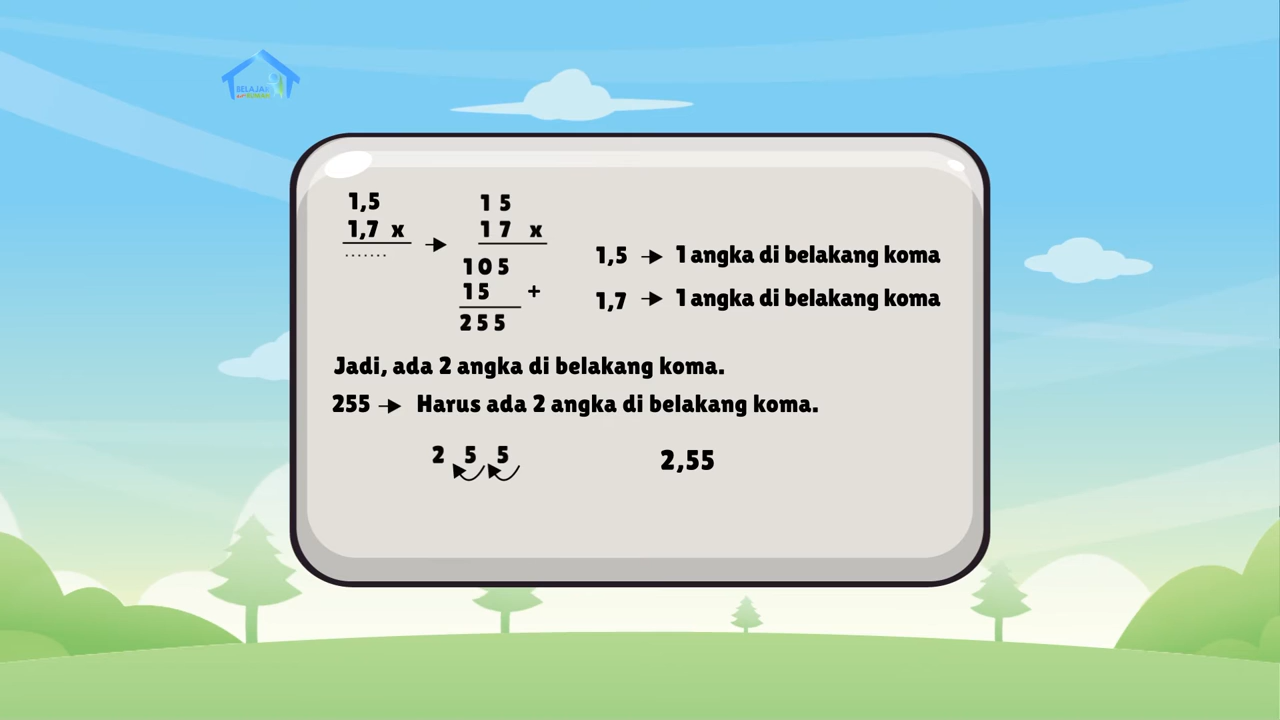 BELAJAR
1,5
1,7 x
.......
1 5
1 7 x
1 0 5
1 5 +
2 5 5
1,5 → 1 angka di belakang koma
1,7 → 1 angka di belakang koma
Jadi, ada 2 angka di belakang koma.
255 → Harus ada 2 angka di belakang koma.
2 5 5
2,55